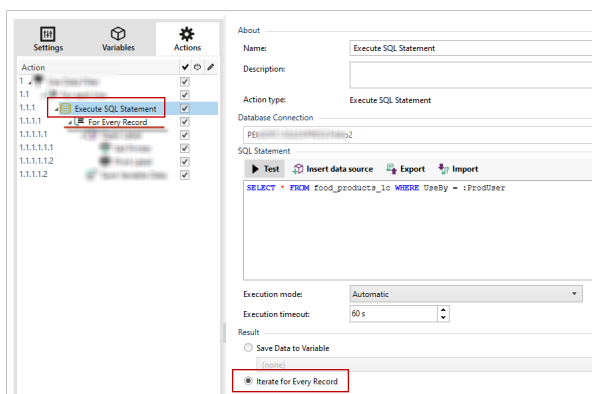 Settings
Variables
Actions
Action
1
1.1
1.1.1 Execute SQL Statement
1.1.1.1 For Every Record
1.1.1.1.1
1.1.1.1.1.1
1.1.1.1.1.2
1.1.1.1.2
About
Name: Execute SQL Statement
Description:
Action type: Execute SQL Statement
Database Connection
SQL Statement
Test Insert data source Export Import
SELECT * FROM food_products_lc WHERE UseBy = :ProdUser
Execution mode: Automatic
Execution timeout: 60 s
Result
Save Data to Variable
(none)
Iterate for Every Record